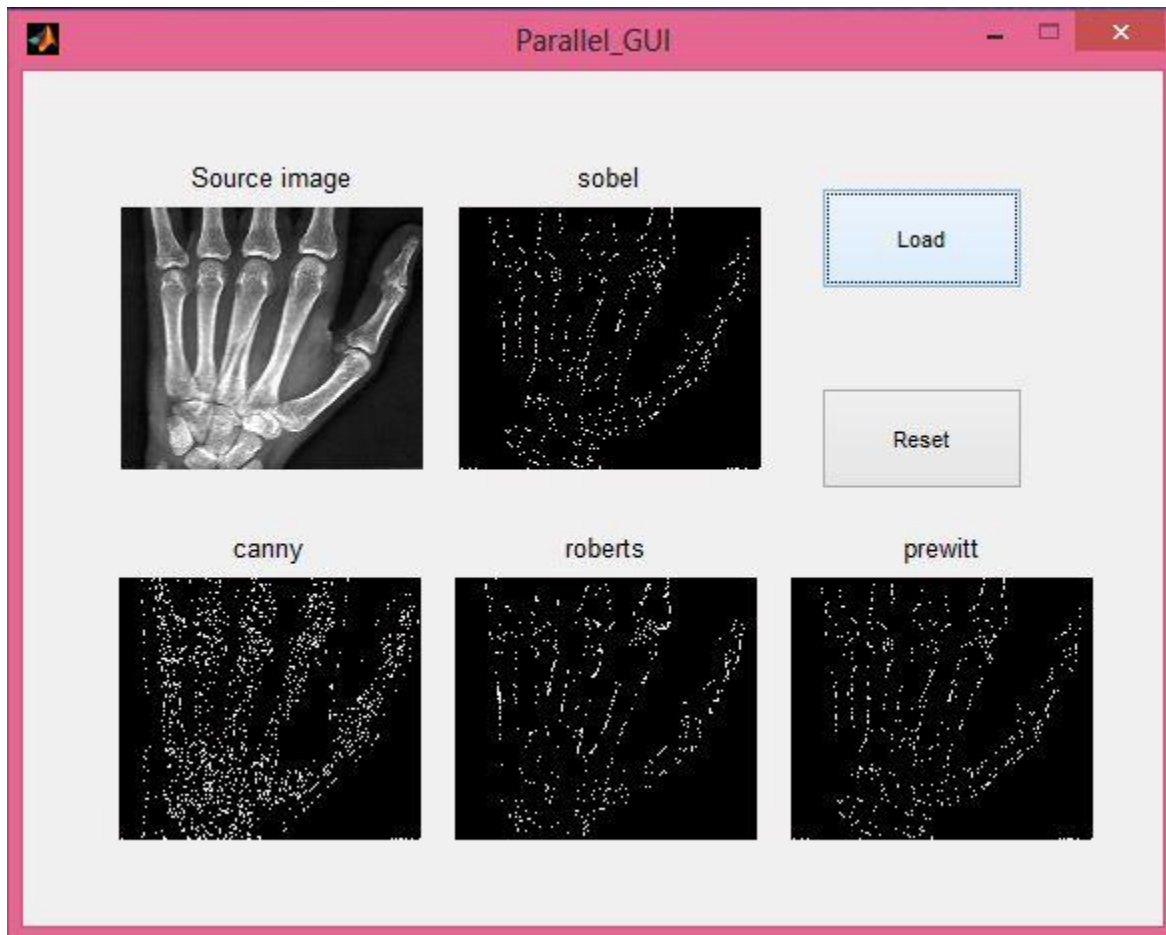 Parallel_GUI
Source image
sobel
Load
Reset
canny
roberts
prewitt